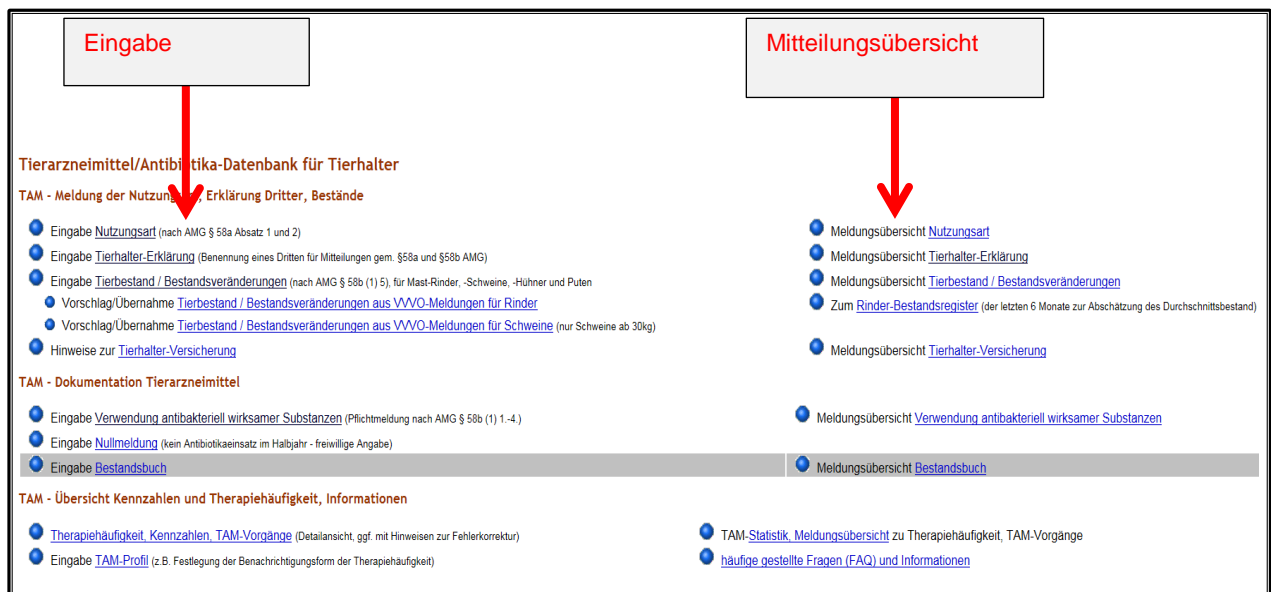 Eingabe
Mitteilungsübersicht
Tierarzneimittel/Antibiotika-Datenbank für Tierhalter
TAM - Meldung der Nutzungsart, Erklärung Dritter, Bestände
Eingabe Nutzungsart (nach AMG § 58a Absatz 1 und 2)
Meldungsübersicht Nutzungsart
Eingabe Tierhalter-Erklärung (Benennung eines Dritten für Mitteilungen gem. §58a und §58b AMG)
Meldungsübersicht Tierhalter-Erklärung
Eingabe Tierbestand / Bestandsveränderungen (nach AMG § 58b (1) 5), für Mast-Rinder, -Schweine, -Hühner und Puten
Meldungsübersicht Tierbestand / Bestandsveränderungen
Vorschlag/Übernahme Tierbestand / Bestandsveränderungen aus VVVO-Meldungen für Rinder
Zum Rinder-Bestandsregister (der letzten 6 Monate zur Abschätzung des Durchschnittsbestand)
Vorschlag/Übernahme Tierbestand / Bestandsveränderungen aus VVVO-Meldungen für Schweine (nur Schweine ab 30kg)
Hinweise zur Tierhalter-Versicherung
Meldungsübersicht Tierhalter-Versicherung
TAM - Dokumentation Tierarzneimittel
Eingabe Verwendung antibakteriell wirksamer Substanzen (Pflichtmeldung nach AMG § 58b (1) 1.-4.)
Meldungsübersicht Verwendung antibakteriell wirksamer Substanzen
Eingabe Nullmeldung (kein Antibiotikaeinsatz im Halbjahr - freiwillige Angabe)
Eingabe Bestandsbuch
Meldungsübersicht Bestandsbuch
TAM - Übersicht Kennzahlen und Therapiehäufigkeit, Informationen
Therapiehäufigkeit, Kennzahlen, TAM-Vorgänge (Detailansicht, ggf. mit Hinweisen zur Fehlerkorrektur)
TAM-Statistik, Meldungsübersicht zu Therapiehäufigkeit, TAM-Vorgänge
Eingabe TAM-Profil (z.B. Festlegung der Benachrichtigungsform der Therapiehäufigkeit)
häufige gestellte Fragen (FAQ) und Informationen